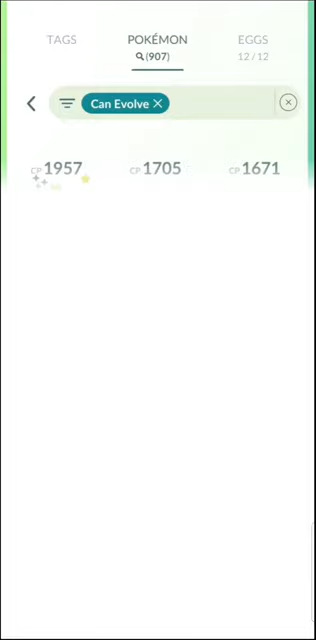 TAGS POKÉMON EGGS
(907) 12 / 12
Can Evolve
CP 1957 CP 1705 CP 1671